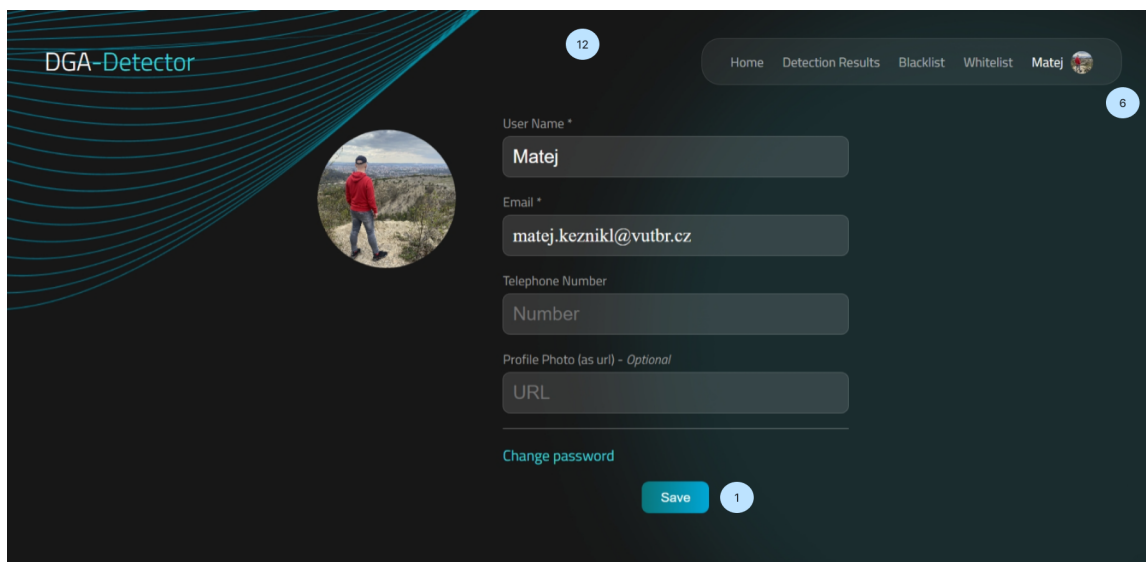 12
DGA-Detector
Home Detection Results Blacklist Whitelist Matej
6
User Name *
Matej
Email *
matej.keznikl@vutbr.cz
Telephone Number
Number
Profile Photo (as url) - Optional
URL
Change password
Save 1